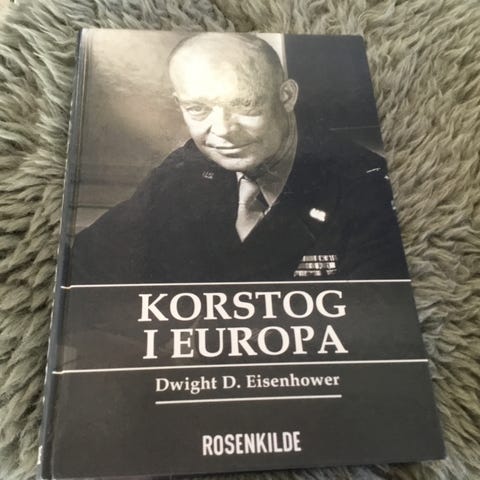 KORSTOG
I EUROPA
Dwight D. Eisenhower
ROSENKILDE